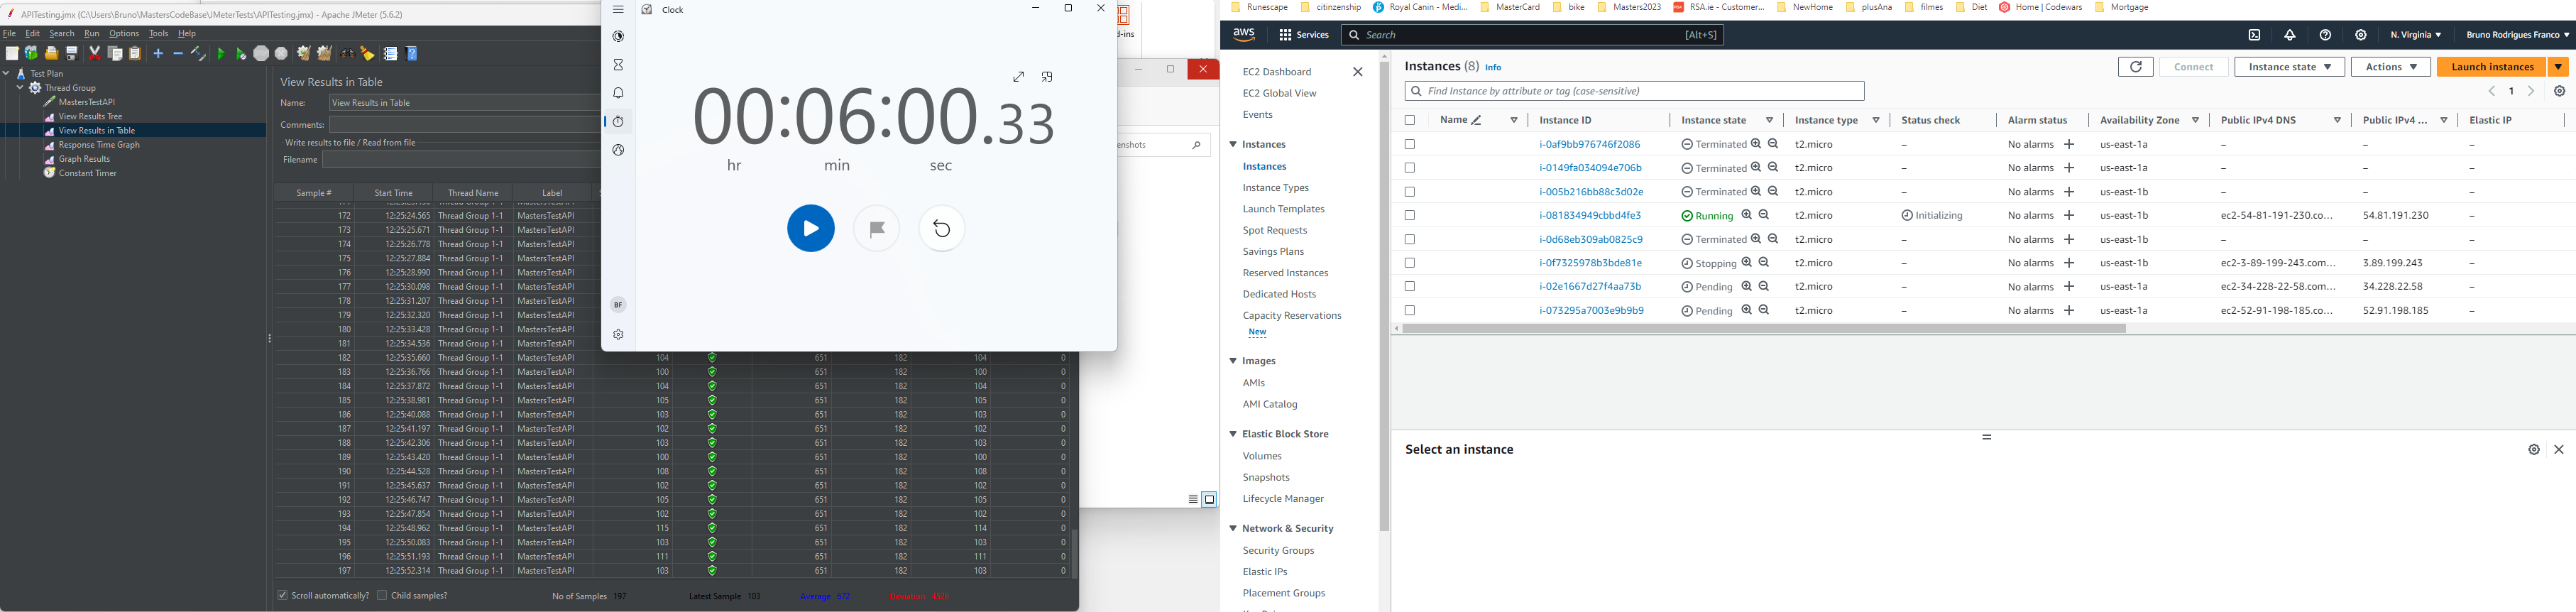 APITesting.jmx (C:\Users\Bruno\MastersCodeBase\JMeterTests\APITesting.jmx) - Apache JMeter (5.6.2)
File Edit Search Run Options Tools Help
Test Plan
Thread Group
MastersTestAPI
View Results Tree
View Results in Table
Response Time Graph
Graph Results
Constant Timer
View Results in Table
Name: View Results in Table
Comments:
Write results to file / Read from file
Filename
Sample # Start Time Thread Name Label
172 12:25:24.565 Thread Group 1-1 MastersTestAPI
173 12:25:25.671 Thread Group 1-1 MastersTestAPI
174 12:25:26.778 Thread Group 1-1 MastersTestAPI
175 12:25:27.884 Thread Group 1-1 MastersTestAPI
176 12:25:28.990 Thread Group 1-1 MastersTestAPI
177 12:25:30.098 Thread Group 1-1 MastersTestAPI
178 12:25:31.207 Thread Group 1-1 MastersTestAPI
179 12:25:32.320 Thread Group 1-1 MastersTestAPI
180 12:25:33.428 Thread Group 1-1 MastersTestAPI
181 12:25:34.536 Thread Group 1-1 MastersTestAPI
182 12:25:35.660 Thread Group 1-1 MastersTestAPI 104 651 182 104 0
183 12:25:36.766 Thread Group 1-1 MastersTestAPI 100 651 182 100 0
184 12:25:37.872 Thread Group 1-1 MastersTestAPI 104 651 182 104 0
185 12:25:38.981 Thread Group 1-1 MastersTestAPI 105 651 182 105 0
186 12:25:40.088 Thread Group 1-1 MastersTestAPI 103 651 182 103 0
187 12:25:41.197 Thread Group 1-1 MastersTestAPI 102 651 182 102 0
188 12:25:42.306 Thread Group 1-1 MastersTestAPI 103 651 182 103 0
189 12:25:43.420 Thread Group 1-1 MastersTestAPI 100 651 182 100 0
190 12:25:44.528 Thread Group 1-1 MastersTestAPI 108 651 182 108 0
191 12:25:45.637 Thread Group 1-1 MastersTestAPI 102 651 182 102 0
192 12:25:46.747 Thread Group 1-1 MastersTestAPI 105 651 182 105 0
193 12:25:47.854 Thread Group 1-1 MastersTestAPI 102 651 182 102 0
194 12:25:48.962 Thread Group 1-1 MastersTestAPI 115 651 182 114 0
195 12:25:50.083 Thread Group 1-1 MastersTestAPI 103 651 182 103 0
196 12:25:51.193 Thread Group 1-1 MastersTestAPI 111 651 182 111 0
197 12:25:52.314 Thread Group 1-1 MastersTestAPI 103 651 182 103 0
Scroll automatically? Child samples? No of Samples 197 Latest Sample 103 Average 672 Deviation 4520
Clock
00:06:00.33
hr min sec
BF
d-ins
enshots
Runescape citinzenship Royal Canin - Medi... MasterCard bike Masters2023 RSA.ie - Customer... NewHome plusAna filmes Diet Home | Codewars Mortgage
aws Services Search [Alt+S] N. Virginia Bruno Rodrigues Franco
EC2 Dashboard
EC2 Global View
Events
Instances
Instances
Instance Types
Launch Templates
Spot Requests
Savings Plans
Reserved Instances
Dedicated Hosts
Capacity Reservations
New
Images
AMIs
AMI Catalog
Elastic Block Store
Volumes
Snapshots
Lifecycle Manager
Network & Security
Security Groups
Elastic IPs
Placement Groups
Instances (8) Info Connect Instance state Actions Launch instances
Find Instance by attribute or tag (case-sensitive) 1
Name Instance ID Instance state Instance type Status check Alarm status Availability Zone Public IPv4 DNS Public IPv4 ... Elastic IP
i-0af9bb976746f2086 Terminated t2.micro – No alarms + us-east-1a – – –
i-0149fa034094e706b Terminated t2.micro – No alarms + us-east-1a – – –
i-005b216bb88c3d02e Terminated t2.micro – No alarms + us-east-1a – – –
i-081834949cbbd4fe3 Running t2.micro Initializing No alarms + us-east-1b ec2-54-81-191-230.co... 54.81.191.230 –
i-0d68eb309ab0825c9 Terminated t2.micro – No alarms + us-east-1b – – –
i-0f7325978b3bde81e Stopping t2.micro – No alarms + us-east-1b ec2-3-89-199-243.com... 3.89.199.243 –
i-02e1667d27f4aa73b Pending t2.micro – No alarms + us-east-1a ec2-34-228-22-58.com... 34.228.22.58 –
i-073295a7003e9b9b9 Pending t2.micro – No alarms + us-east-1a ec2-52-91-198-185.co... 52.91.198.185 –
Select an instance